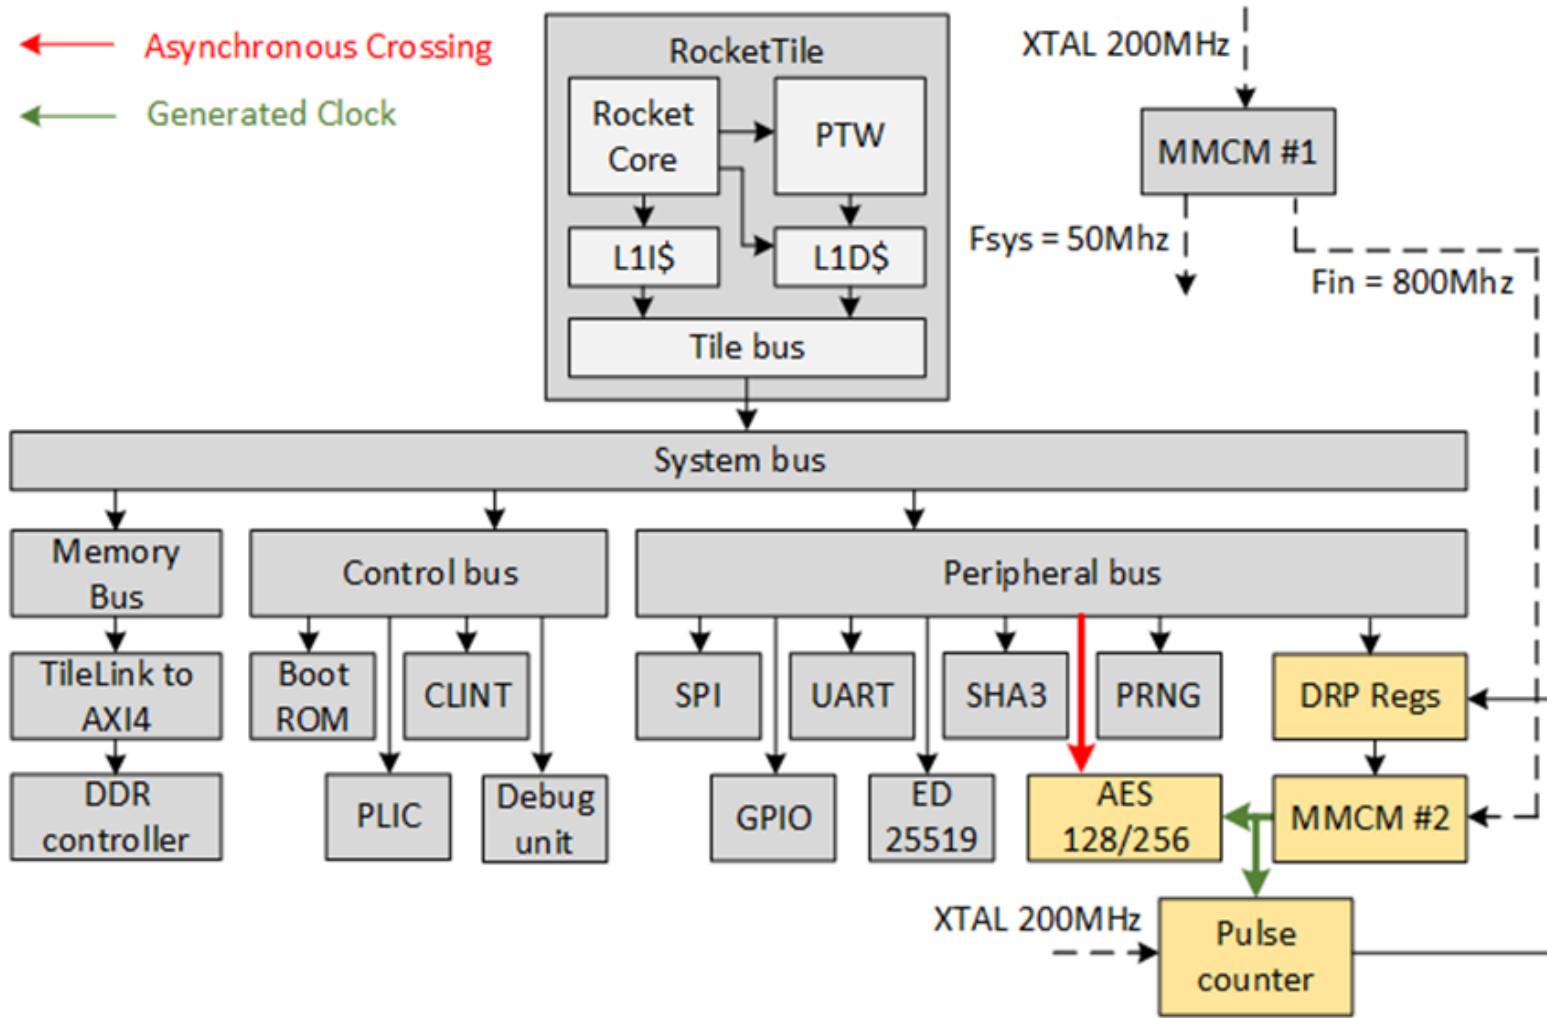 Asynchronous Crossing
Generated Clock
RocketTile
Rocket
Core
PTW
L1I$
L1D$
Tile bus
XTAL 200MHz
MMCM #1
Fsys = 50Mhz
Fin = 800Mhz
System bus
Memory
Bus
Control bus
Peripheral bus
TileLink to
AXI4
Boot
ROM
CLINT
SPI
UART
SHA3
PRNG
DRP Regs
DDR
controller
PLIC
Debug
unit
GPIO
ED
25519
AES
128/256
MMCM #2
XTAL 200MHz
Pulse
counter